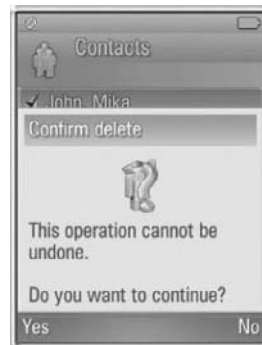 Contacts
John, Mika
Confirm delete
This operation cannot be
undone.
Do you want to continue?
Yes No